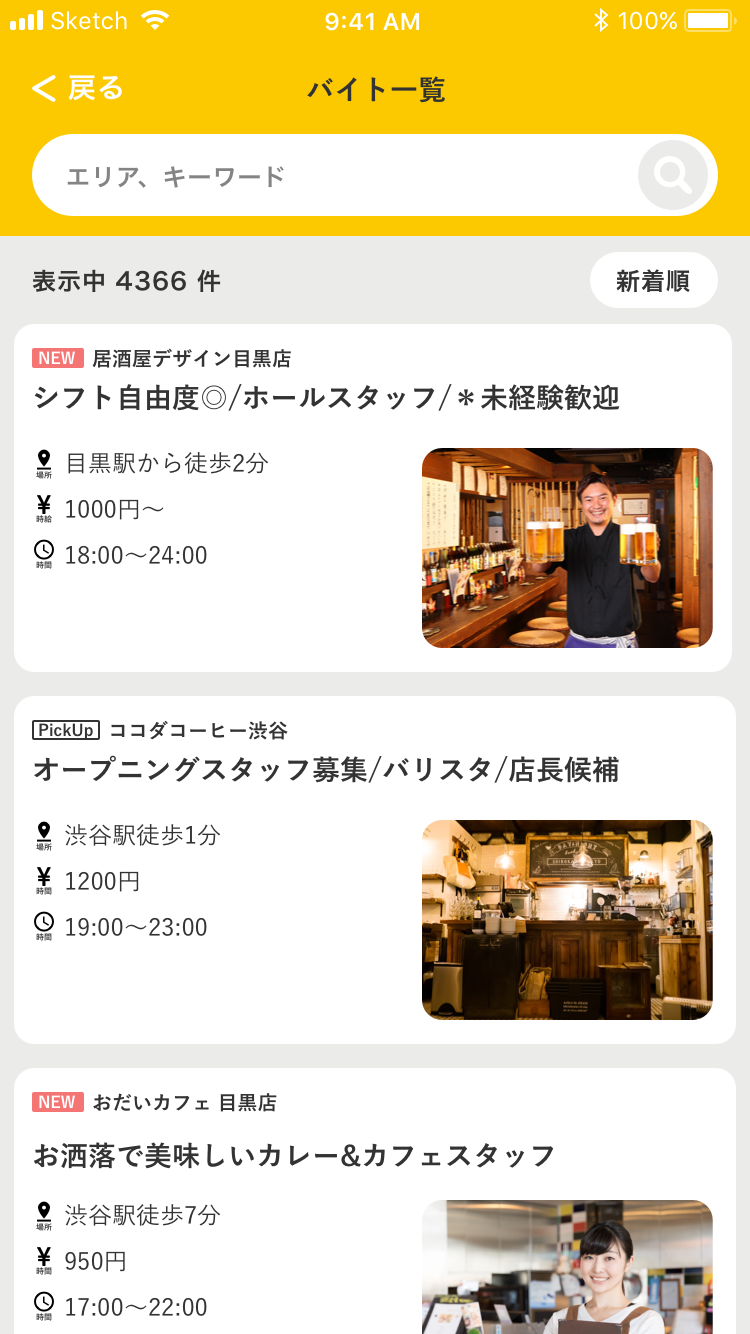 Sketch 9:41 AM 100%
戻る バイト一覧
エリア、キーワード
表示中 4366 件 新着順
NEW 居酒屋デザイン目黒店
シフト自由度◎/ホールスタッフ/＊未経験歓迎
場所 目黒駅から徒歩2分
¥ 時給 1000円〜
時間 18:00〜24:00
PickUp ココダコーヒー渋谷
オープニングスタッフ募集/バリスタ/店長候補
場所 渋谷駅徒歩1分
¥ 時間 1200円
時間 19:00〜23:00
NEW おだいカフェ 目黒店
お洒落で美味しいカレー&カフェスタッフ
場所 渋谷駅徒歩7分
¥ 時間 950円
時間 17:00〜22:00